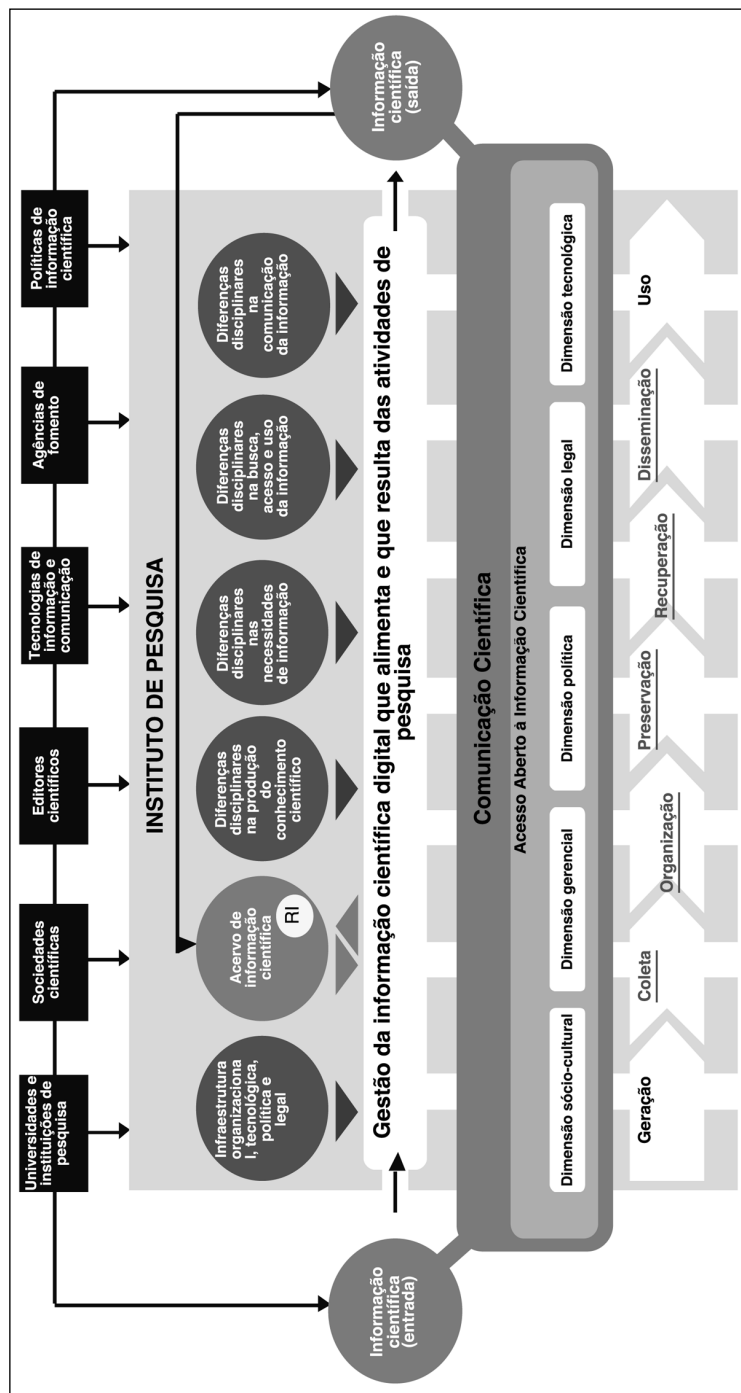 Universidades e
instituições de
pesquisa
Sociedades
científicas
Editores
científicos
Tecnologias de
informação e
comunicação
Agências de
fomento
Políticas de
informação
científica
INSTITUTO DE PESQUISA
Infraestrutura
organizaciona
l, tecnológica,
política e
legal
Acervo de
informação
científica
RI
Diferenças
disciplinares
na produção
do
conhecimento
científico
Diferenças
disciplinares
nas
necessidades
de informação
Diferenças
disciplinares
na busca,
acesso e uso
da informação
Diferenças
disciplinares
na
comunicação
da informação
Informação
científica
(entrada)
Gestão da informação científica digital que alimenta e que resulta das atividades de
pesquisa
Informação
científica
(saída)
Comunicação Científica
Acesso Aberto à Informação Científica
Dimensão sócio-cultural
Dimensão gerencial
Dimensão política
Dimensão legal
Dimensão tecnológica
Geração
Coleta
Organização
Preservação
Recuperação
Disseminação
Uso